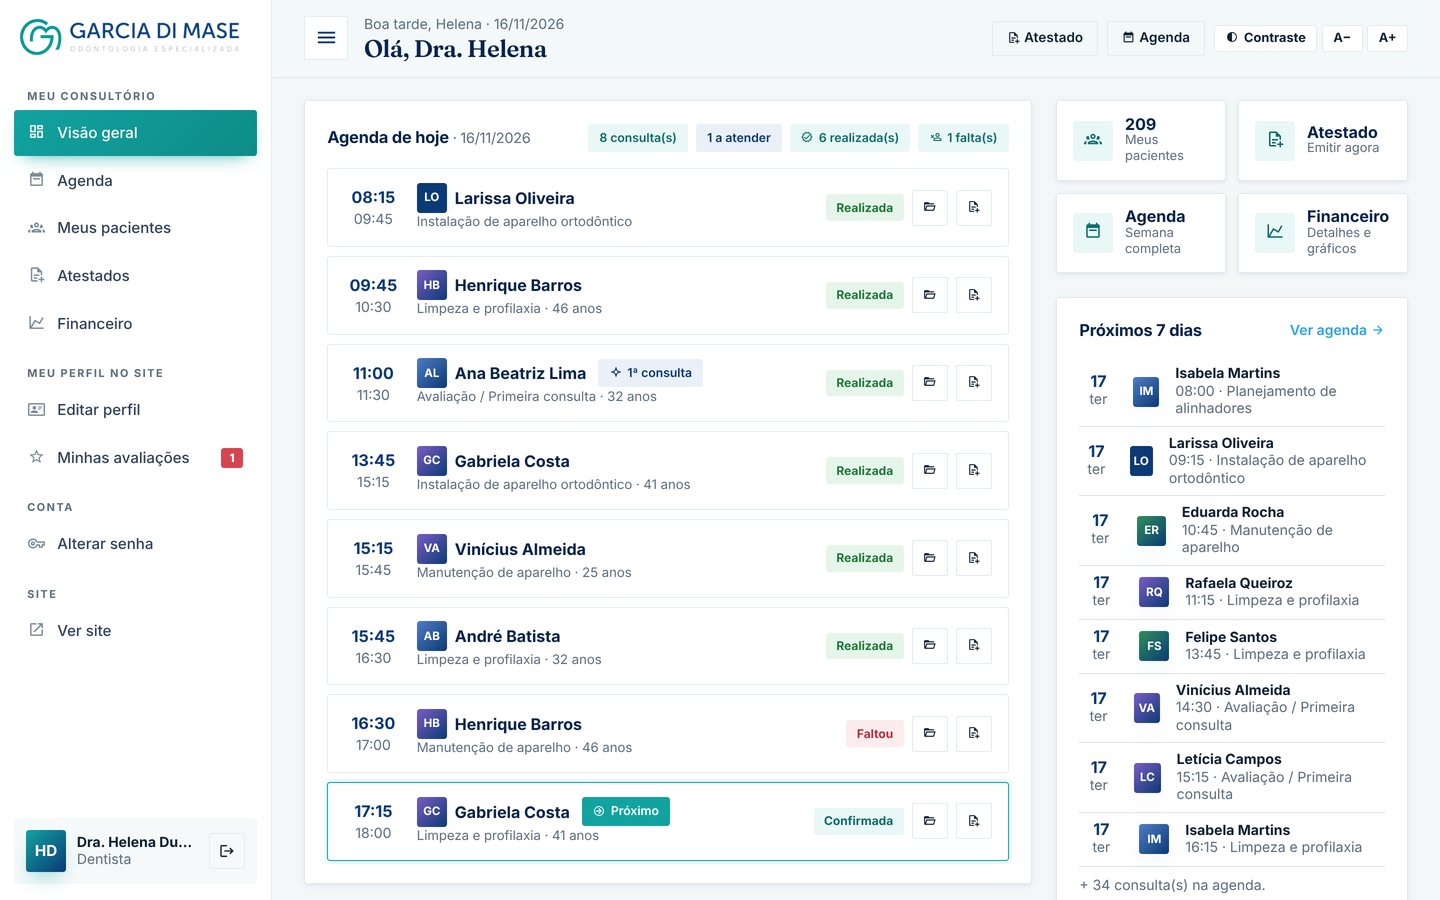 GARCIA DI MASE
ODONTOLOGIA ESPECIALIZADA
MEU CONSULTÓRIO
Visão geral
Agenda
Meus pacientes
Atestados
Financeiro
MEU PERFIL NO SITE
Editar perfil
Minhas avaliações
1
CONTA
Alterar senha
SITE
Ver site
HD
Dra. Helena Du...
Dentista
Boa tarde, Helena · 16/11/2026
Olá, Dra. Helena
Atestado
Agenda
Contraste
A−
A+
Agenda de hoje · 16/11/2026
8 consulta(s)
1 a atender
6 realizada(s)
1 falta(s)
08:15
09:45
LO
Larissa Oliveira
Instalação de aparelho ortodôntico
Realizada
09:45
10:30
HB
Henrique Barros
Limpeza e profilaxia · 46 anos
Realizada
11:00
11:30
AL
Ana Beatriz Lima
1ª consulta
Avaliação / Primeira consulta · 32 anos
Realizada
13:45
15:15
GC
Gabriela Costa
Instalação de aparelho ortodôntico · 41 anos
Realizada
15:15
15:45
VA
Vinícius Almeida
Manutenção de aparelho · 25 anos
Realizada
15:45
16:30
AB
André Batista
Limpeza e profilaxia · 32 anos
Realizada
16:30
17:00
HB
Henrique Barros
Manutenção de aparelho · 46 anos
Faltou
17:15
18:00
GC
Gabriela Costa
Próximo
Limpeza e profilaxia · 41 anos
Confirmada
209
Meus
pacientes
Atestado
Emitir agora
Agenda
Semana
completa
Financeiro
Detalhes e
gráficos
Próximos 7 dias
Ver agenda →
17
ter
IM
Isabela Martins
08:00 · Planejamento de
alinhadores
17
ter
LO
Larissa Oliveira
09:15 · Instalação de aparelho
ortodôntico
17
ter
ER
Eduarda Rocha
10:45 · Manutenção de
aparelho
17
ter
RQ
Rafaela Queiroz
11:15 · Limpeza e profilaxia
17
ter
FS
Felipe Santos
13:45 · Limpeza e profilaxia
17
ter
VA
Vinícius Almeida
14:30 · Avaliação / Primeira
consulta
17
ter
LC
Letícia Campos
15:15 · Avaliação / Primeira
consulta
17
ter
IM
Isabela Martins
16:15 · Limpeza e profilaxia
+ 34 consulta(s) na agenda.